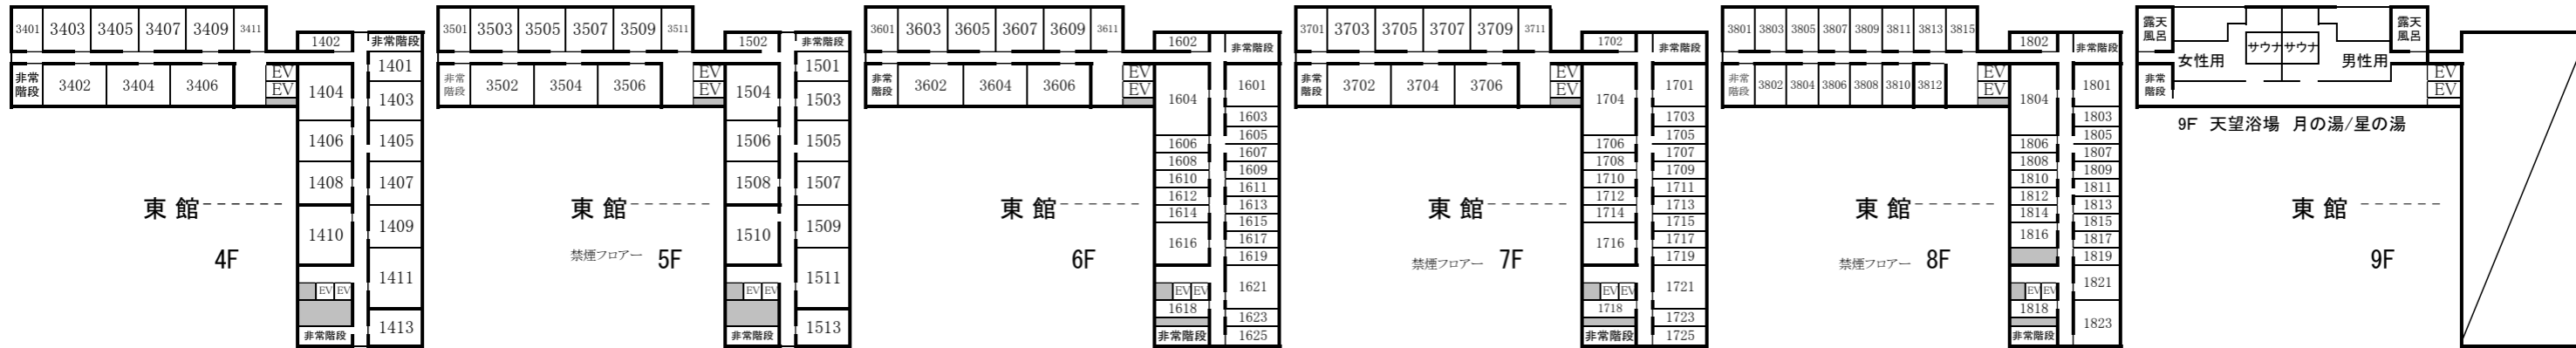 3401 3403 3405 3407 3409 3411
1402 非常階段
非常階段 3402 3404 3406
EV
EV
1401
1404 1403
1406 1405
1408 1407
東館
1410 1409
4F
1411
EV EV
非常階段 1413
3501 3503 3505 3507 3509 3511
1502 非常階段
非常階段 3502 3504 3506
EV
EV
1501
1504 1503
1506 1505
1508 1507
東館
1510 1509
禁煙フロアー 5F
1511
EV EV
非常階段 1513
3601 3603 3605 3607 3609 3611
1602 非常階段
非常階段 3602 3604 3606
EV
EV
1601
1604 1603
1605
1606
1607
1608
1609
1610
1611
1612
1613
1614
1615
東館
1616 1617
1619
6F
1621
EV EV
1618
1623
非常階段 1625
3701 3703 3705 3707 3709 3711
1702 非常階段
非常階段 3702 3704 3706
EV
EV
1701
1704 1703
1705
1706
1707
1708
1709
1710
1711
1712
1713
1714
1715
東館
1716 1717
1719
禁煙フロアー 7F
1721
EV EV
1718
1723
非常階段 1725
3801 3803 3805 3807 3809 3811 3813 3815
1802 非常階段
非常階段 3802 3804 3806 3808 3810 3812
EV
EV
1801
1804 1803
1805
1806
1807
1808
1809
1810
1811
1812
1813
1814
1815
東館
1816 1817
1819
禁煙フロアー 8F
1821
EV EV
1818
1823
非常階段
露天風呂 露天風呂
サウナ サウナ
女性用 男性用
非常階段
EV
EV
9F 天望浴場 月の湯/星の湯
東館
9F